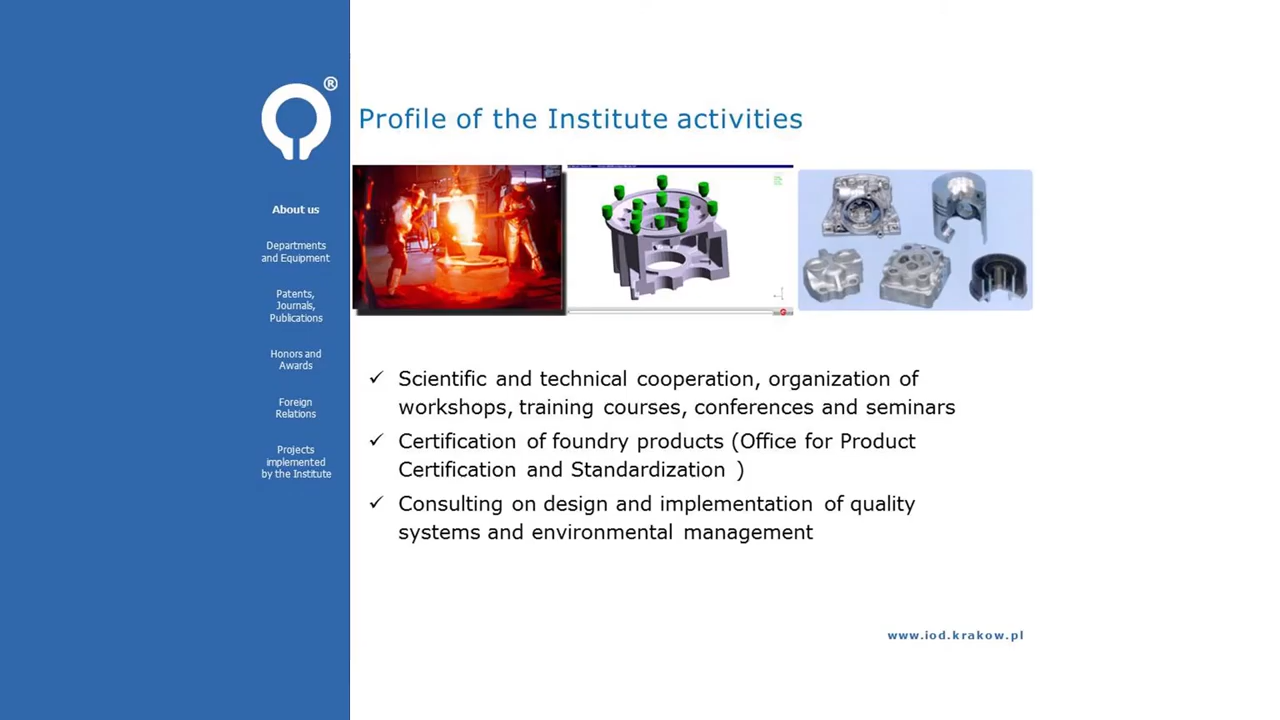 ®
Profile of the Institute activities
About us
Departments
and Equipment
Patents,
Journals,
Publications
Honors and
Awards
Foreign
Relations
Projects
implemented
by the Institute
✓ Scientific and technical cooperation, organization of
workshops, training courses, conferences and seminars
✓ Certification of foundry products (Office for Product
Certification and Standardization )
✓ Consulting on design and implementation of quality
systems and environmental management
www.iod.krakow.pl